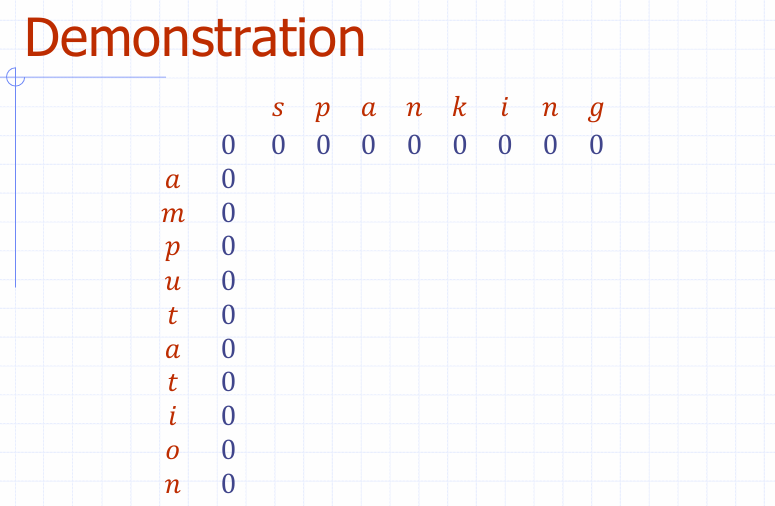 Demonstration
s p a n k i n g
0 0 0 0 0 0 0 0 0
a 0
m 0
p 0
u 0
t 0
a 0
t 0
i 0
o 0
n 0